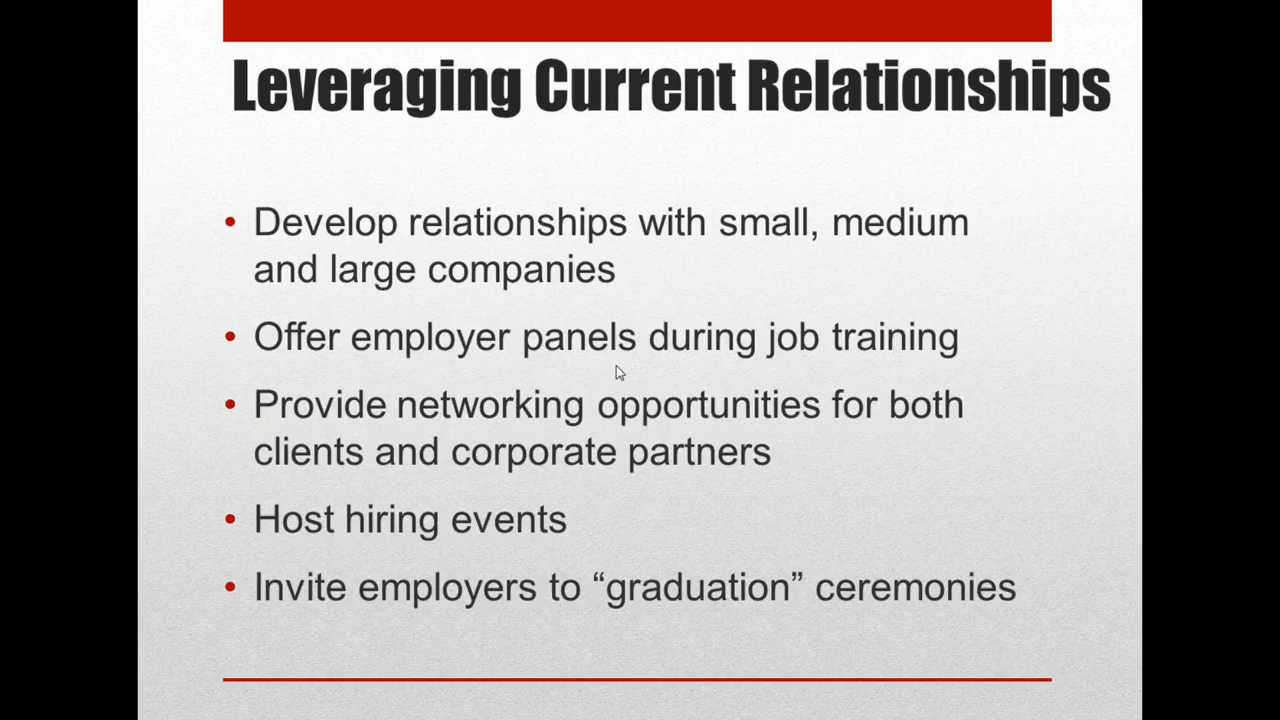 Leveraging Current Relationships
• Develop relationships with small, medium
and large companies
• Offer employer panels during job training
• Provide networking opportunities for both
clients and corporate partners
• Host hiring events
• Invite employers to “graduation” ceremonies